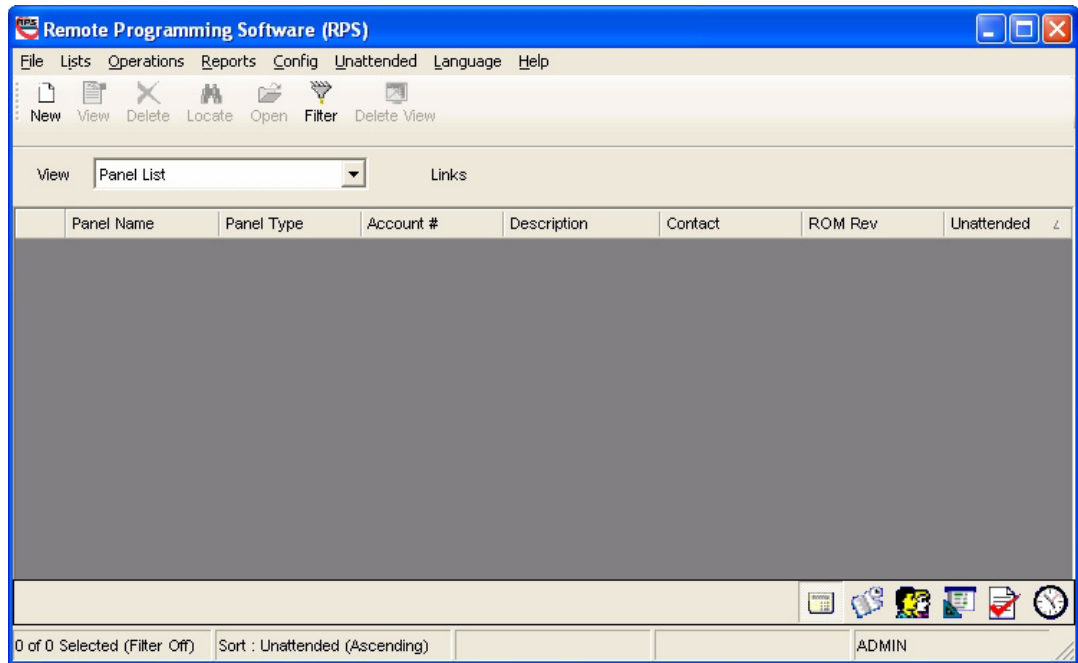 RPS Remote Programming Software (RPS)
File Lists Operations Reports Config Unattended Language Help
New View Delete Locate Open Filter Delete View
View Panel List Links
Panel Name Panel Type Account # Description Contact ROM Rev Unattended
0 of 0 Selected (Filter Off) Sort : Unattended (Ascending) ADMIN